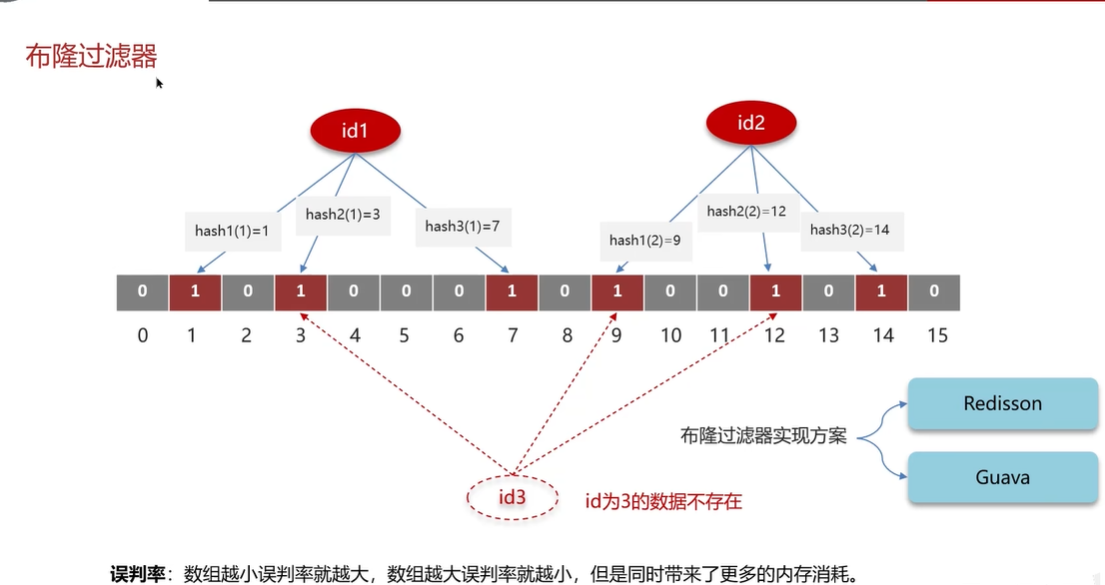 布隆过滤器
id1
id2
hash1(1)=1
hash2(1)=3
hash3(1)=7
hash1(2)=9
hash2(2)=12
hash3(2)=14
0 1 0 1 0 0 0 1 0 1 0 0 1 0 1 0
0 1 2 3 4 5 6 7 8 9 10 11 12 13 14 15
Redisson
布隆过滤器实现方案
Guava
id3
id为3的数据不存在
误判率：数组越小误判率就越大，数组越大误判率就越小，但是同时带来了更多的内存消耗。